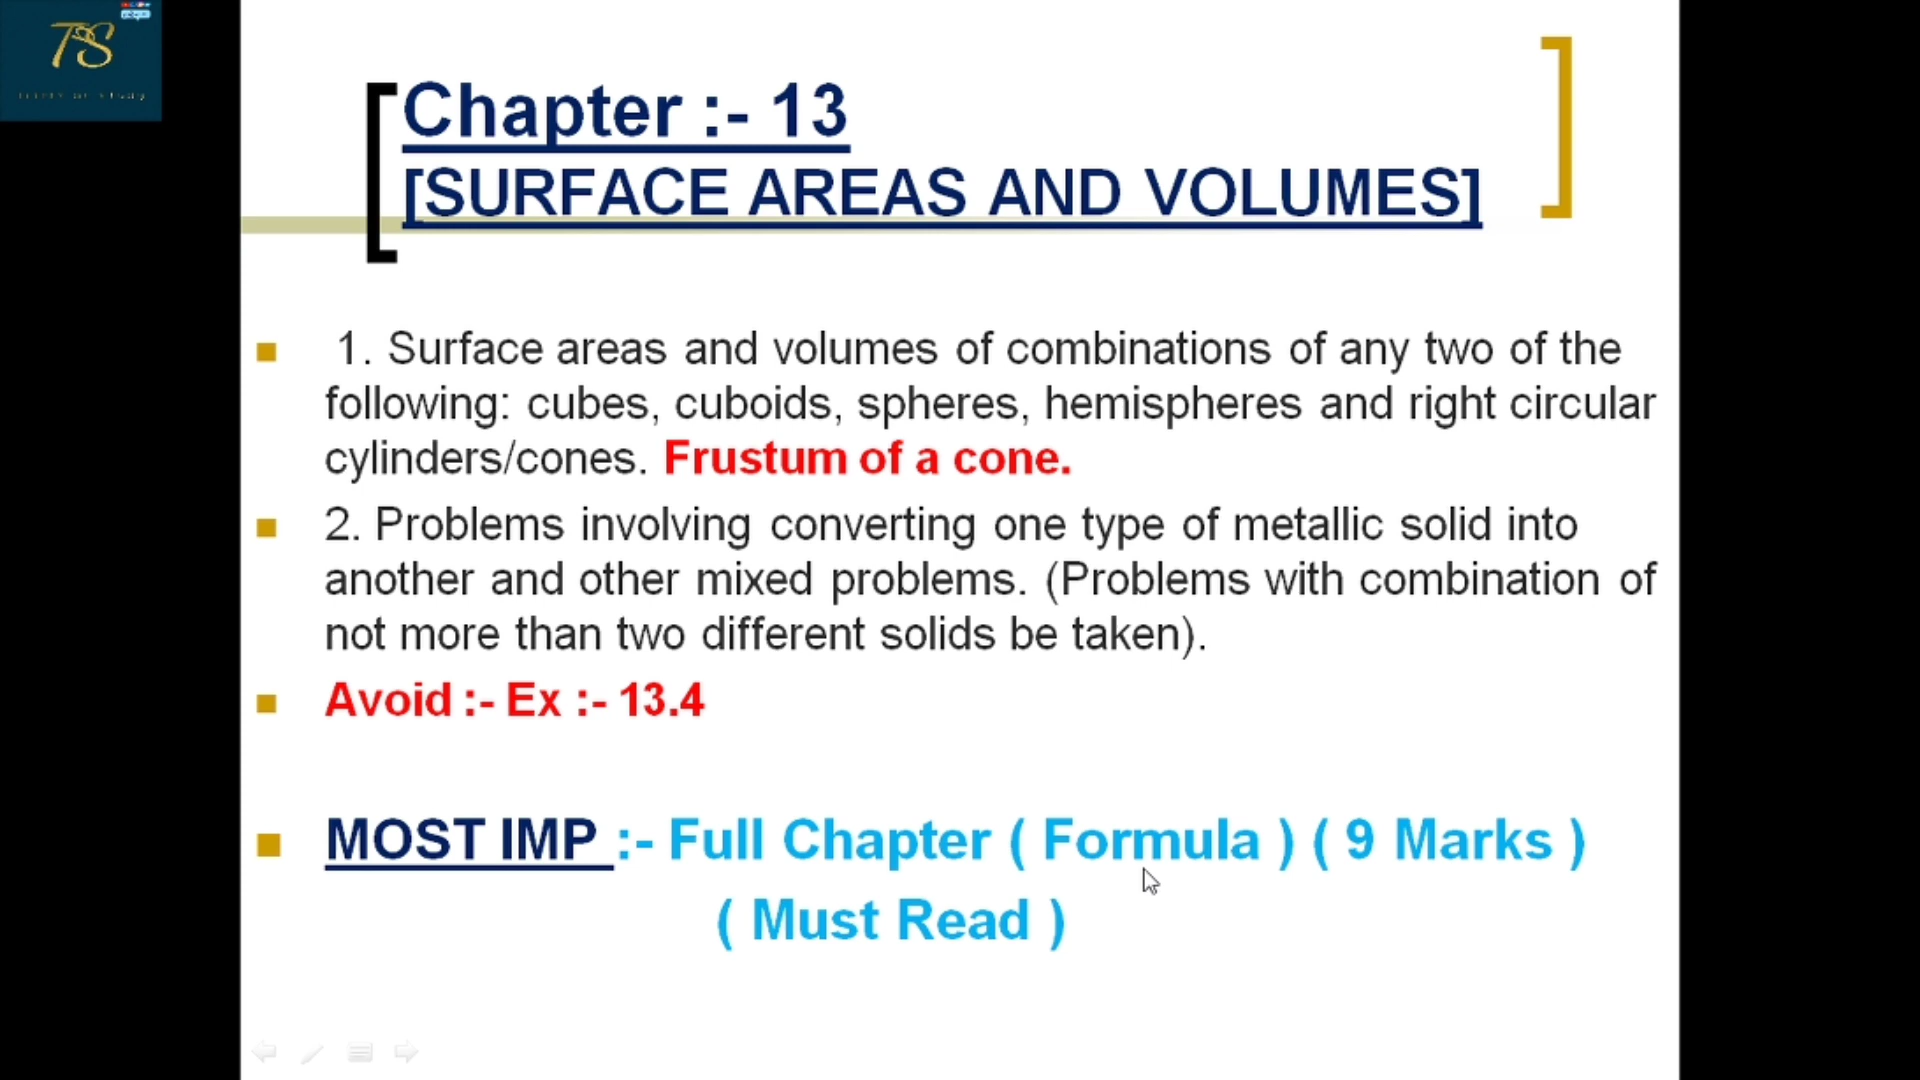 TS
Chapter :- 13
[SURFACE AREAS AND VOLUMES]
1. Surface areas and volumes of combinations of any two of the
following: cubes, cuboids, spheres, hemispheres and right circular
cylinders/cones. Frustum of a cone.
2. Problems involving converting one type of metallic solid into
another and other mixed problems. (Problems with combination of
not more than two different solids be taken).
Avoid :- Ex :- 13.4
MOST IMP :- Full Chapter ( Formula ) ( 9 Marks )
( Must Read )